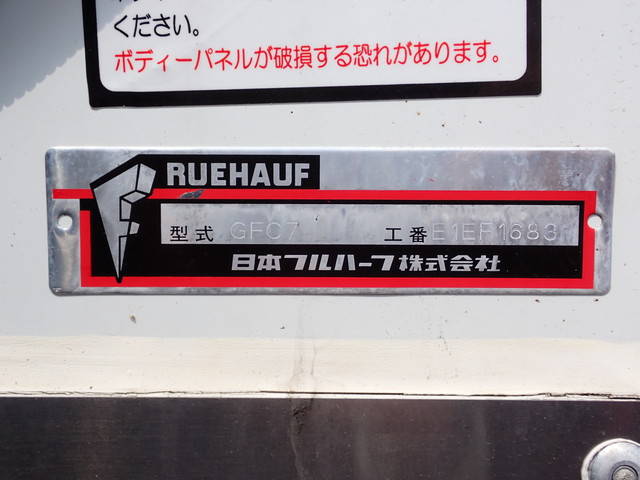 ください。
ボディーパネルが破損する恐れがあります。
RUEHAUF
型式 GFC7 工番 E1EF1683
日本フルハーフ株式会社